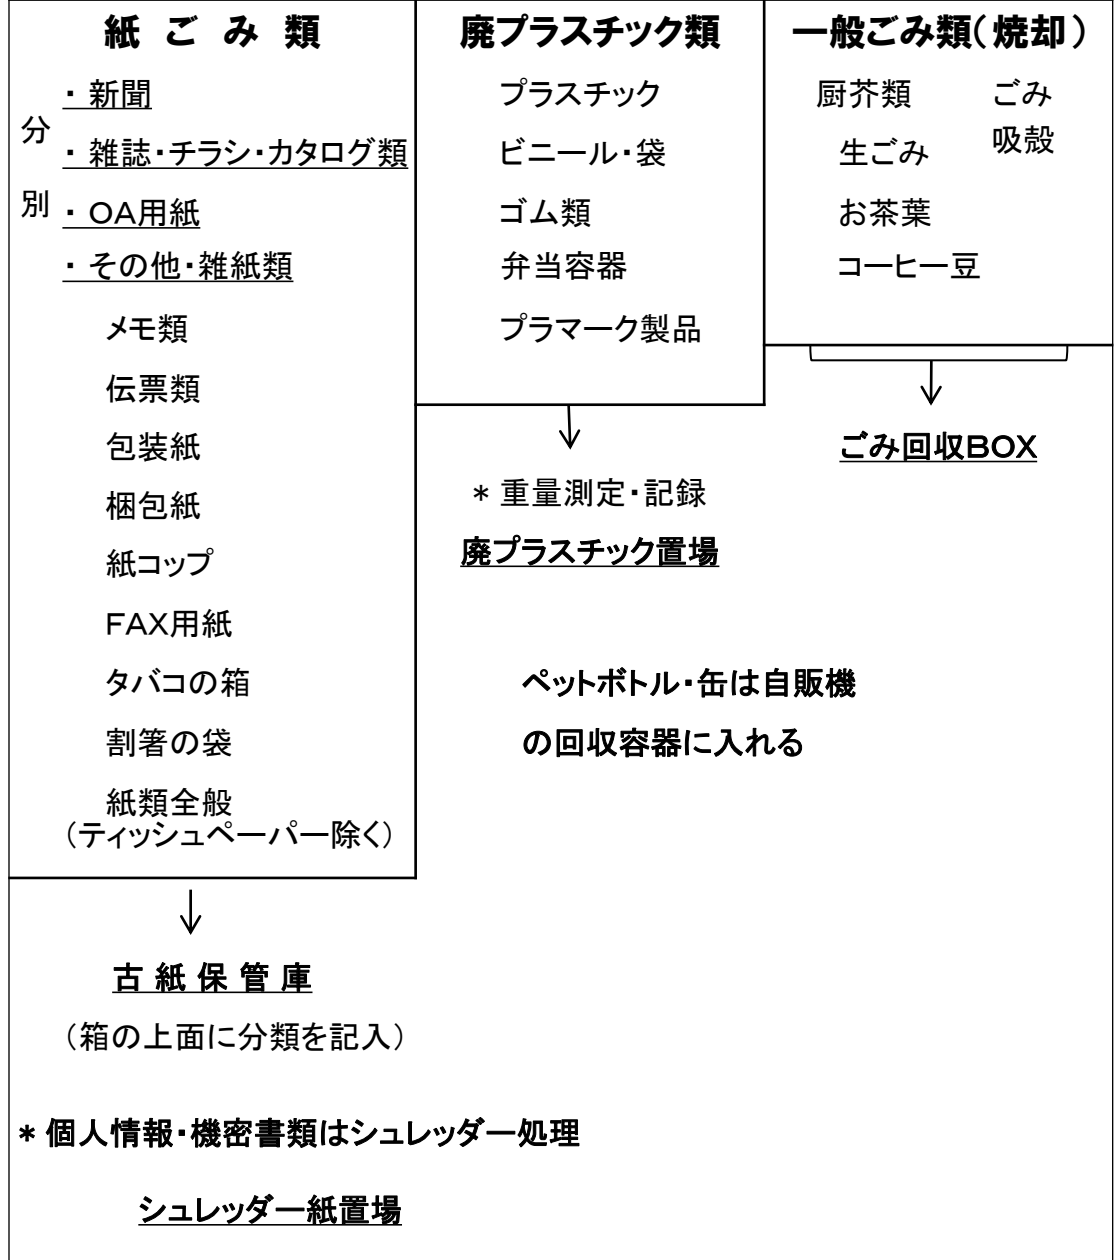 紙 ご み 類
分
別
・ 新聞
・ 雑誌・チラシ・カタログ類
・ OA用紙
・ その他・雑紙類
メモ類
伝票類
包装紙
梱包紙
紙コップ
FAX用紙
タバコの箱
割箸の袋
紙類全般
（ティッシュペーパー除く）
古 紙 保 管 庫
（箱の上面に分類を記入）
廃プラスチック類
プラスチック
ビニール・袋
ゴム類
弁当容器
プラマーク製品
* 重量測定・記録
廃プラスチック置場
一般ごみ類（焼却）
厨芥類
生ごみ
お茶葉
コーヒー豆
ごみ
吸殻
ごみ回収BOX
ペットボトル・缶は自販機
の回収容器に入れる
* 個人情報・機密書類はシュレッダー処理
シュレッダー紙置場